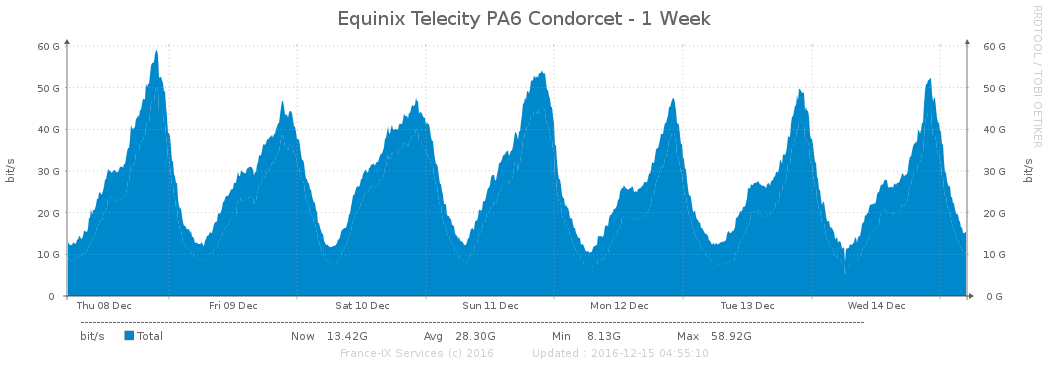 Equinix Telecity PA6 Condorcet - 1 Week
RRDTOOL / TOBI OETIKER
bit/s
bit/s
60 G 60 G
50 G 50 G
40 G 40 G
30 G 30 G
20 G 20 G
10 G 10 G
0 0 G
Thu 08 Dec Fri 09 Dec Sat 10 Dec Sun 11 Dec Mon 12 Dec Tue 13 Dec Wed 14 Dec
bit/s Total Now 13.42G Avg 28.30G Min 8.13G Max 58.92G
France-IX Services (c) 2016 Updated : 2016-12-15 04:55:10